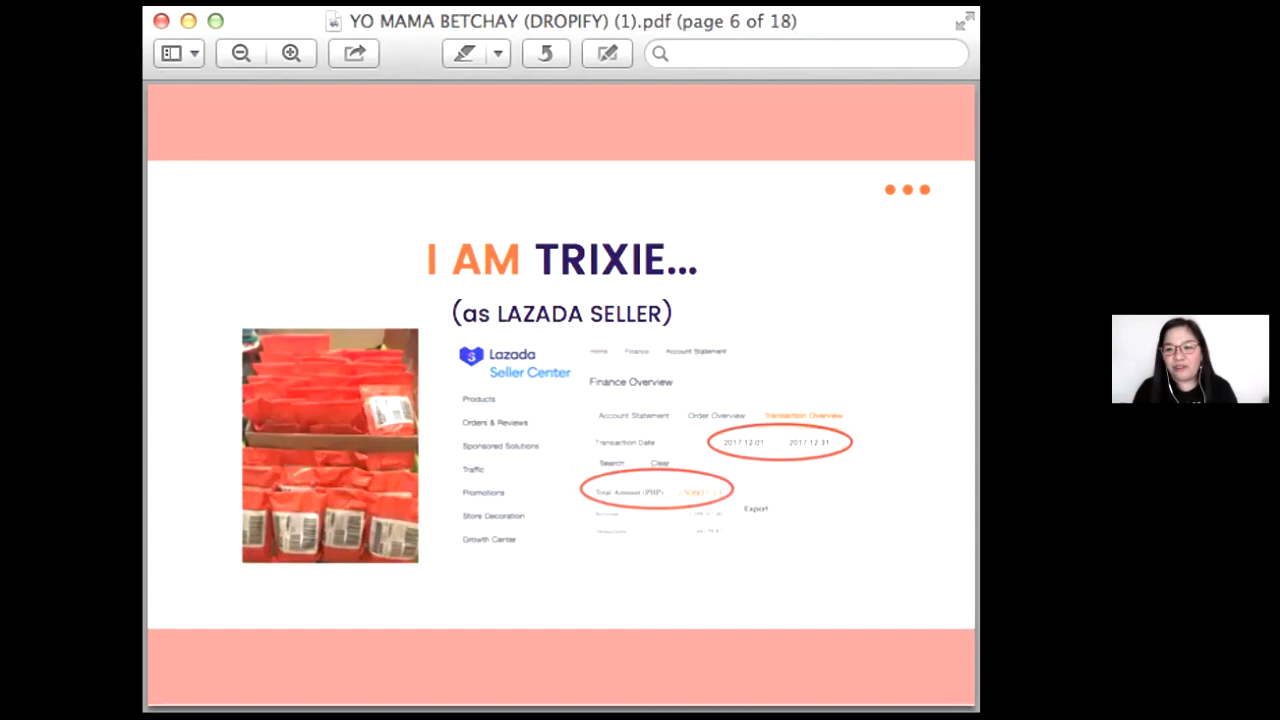 YO MAMA BETCHAY (DROPIFY) (1).pdf (page 6 of 18)
I AM TRIXIE...
(as LAZADA SELLER)
Lazada
Seller Center
Products
Orders & Reviews
Sponsored Solutions
Traffic
Promotions
Store Decoration
Growth Center
Home Finance Account Statement
Finance Overview
Account Statement Order Overview Transaction Overview
Transaction Date 2017-12-01 2017-12-31
Search Clear
Total Amount (PHP)
Export